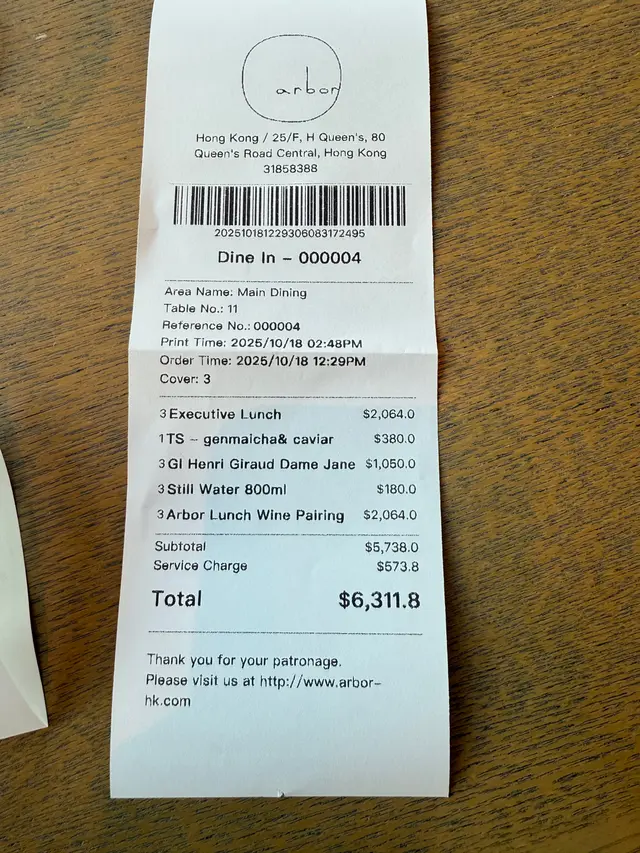 arbor
Hong Kong / 25/F, H Queen's, 80
Queen's Road Central, Hong Kong
31858388
202510181229306083172495
Dine In – 000004
Area Name: Main Dining
Table No.: 11
Reference No.: 000004
Print Time: 2025/10/18 02:48PM
Order Time: 2025/10/18 12:29PM
Cover: 3
3 Executive Lunch $2,064.0
1 TS – genmaicha& caviar $380.0
3 Gl Henri Giraud Dame Jane $1,050.0
3 Still Water 800ml $180.0
3 Arbor Lunch Wine Pairing $2,064.0
Subtotal $5,738.0
Service Charge $573.8
Total $6,311.8
Thank you for your patronage.
Please visit us at http://www.arbor–
hk.com